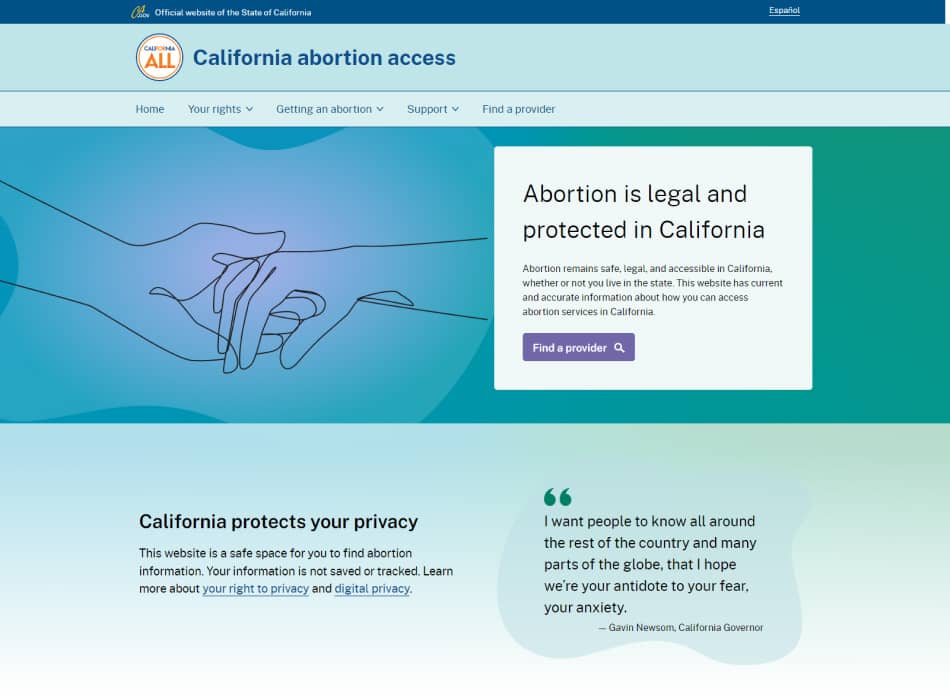 CA.GOV Official website of the State of California
Español
CALIFORNIA
ALL
California abortion access
Home Your rights Getting an abortion Support Find a provider
Abortion is legal and
protected in California
Abortion remains safe, legal, and accessible in California,
whether or not you live in the state. This website has current
and accurate information about how you can access
abortion services in California.
Find a provider
California protects your privacy
This website is a safe space for you to find abortion
information. Your information is not saved or tracked. Learn
more about your right to privacy and digital privacy.
“
I want people to know all around
the rest of the country and many
parts of the globe, that I hope
we’re your antidote to your fear,
your anxiety.
— Gavin Newsom, California Governor